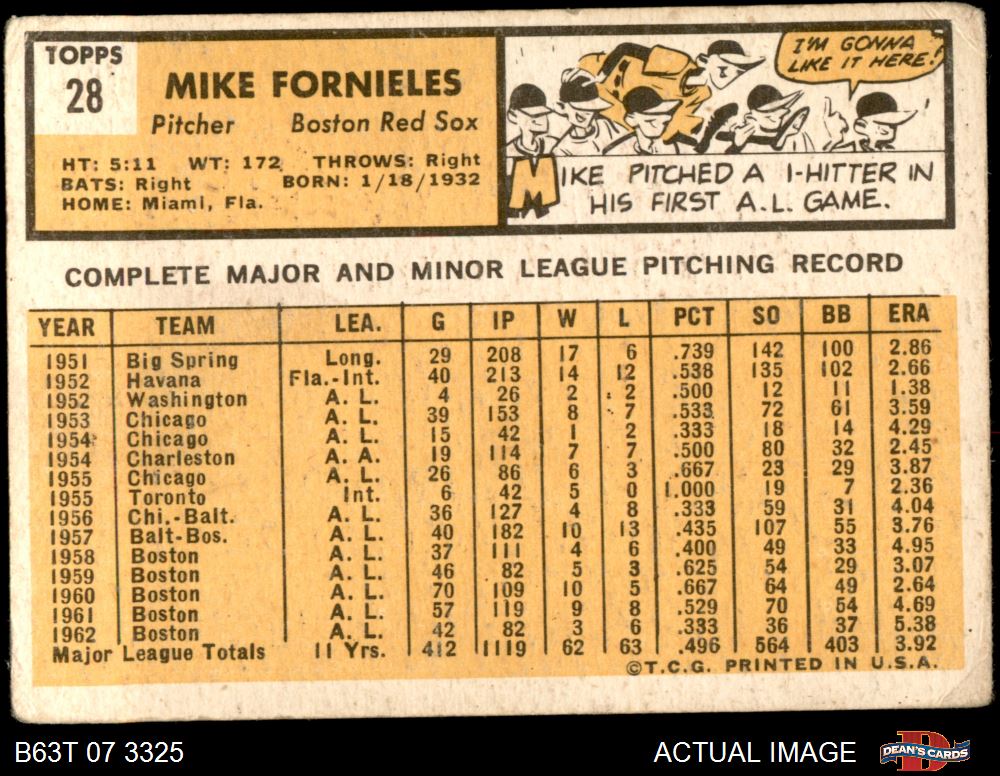 TOPPS
28
MIKE FORNIELES
Pitcher Boston Red Sox
HT: 5:11 WT: 172 THROWS: Right
BATS: Right BORN: 1/18/1932
HOME: Miami, Fla.
I'M GONNA
LIKE IT HERE!
MIKE PITCHED A 1-HITTER IN
HIS FIRST A.L. GAME.
COMPLETE MAJOR AND MINOR LEAGUE PITCHING RECORD
YEAR TEAM LEA. G IP W L PCT SO BB ERA
1951 Big Spring Long. 29 208 17 6 .739 142 100 2.86
1952 Havana Fla.-Int. 40 213 14 12 .538 135 102 2.66
1952 Washington A. L. 4 26 2 2 .500 12 11 1.38
1953 Chicago A. L. 39 153 8 7 .533 72 61 3.59
1954 Chicago A. L. 15 42 1 2 .333 18 14 4.29
1954 Charleston A. A. 19 114 7 7 .500 80 32 2.45
1955 Chicago A. L. 26 86 6 3 .667 23 29 3.87
1955 Toronto Int. 6 42 5 0 1.000 19 7 2.36
1956 Chi.-Balt. A. L. 36 127 4 8 .333 59 31 4.04
1957 Balt-Bos. A. L. 40 182 10 13 .435 107 55 3.76
1958 Boston A. L. 37 111 4 6 .400 49 33 4.95
1959 Boston A. L. 46 82 5 3 .625 54 29 3.07
1960 Boston A. L. 70 109 10 5 .667 64 49 2.64
1961 Boston A. L. 57 119 9 8 .529 70 54 4.69
1962 Boston A. L. 42 82 3 6 .333 36 37 5.38
Major League Totals 11 Yrs. 412 1119 62 63 .496 564 403 3.92
©T.C.G. PRINTED IN U.S.A.
B63T 07 3325 ACTUAL IMAGE DEAN'S CARDS